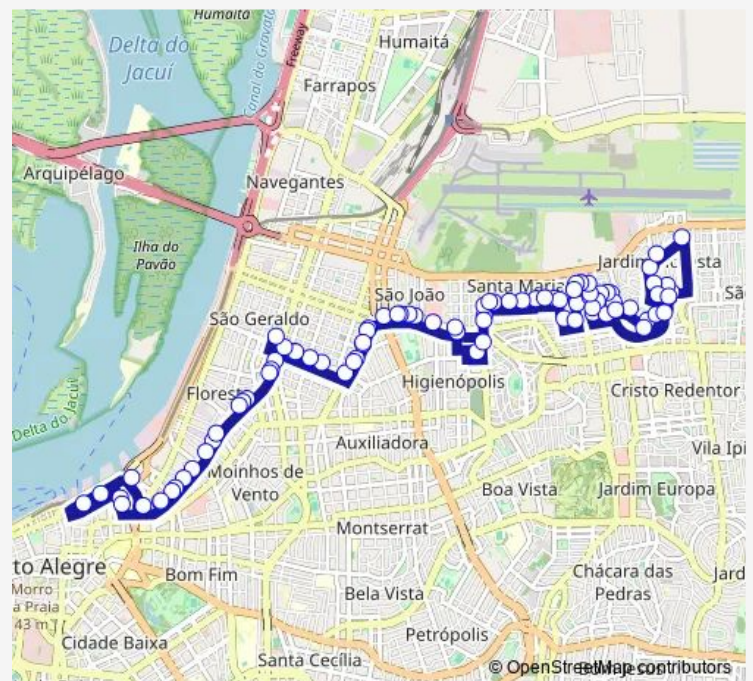 Humaitá
Delta do
Jacuí
Canal do Gravata
Freeway
Humaitá
Farrapos
Arquipélago
Navegantes
Ilha do
Pavão
Jardim
sta
Santa Maria
São João
São Geraldo
Floresta
Higienópolis
Cristo Redentor
Delta do Jacuí
Auxiliadora
Vila Ipi
Moinhos de
Vento
Boa Vista
Jardim Europa
Montserrat
to Alegre
Bom Fim
Chácara das
Pedras
Jard
Morro
a Praia
43 m
Bela Vista
Petrópolis
Cidade Baixa
Santa Cecília
© OpenStreetMap contributors